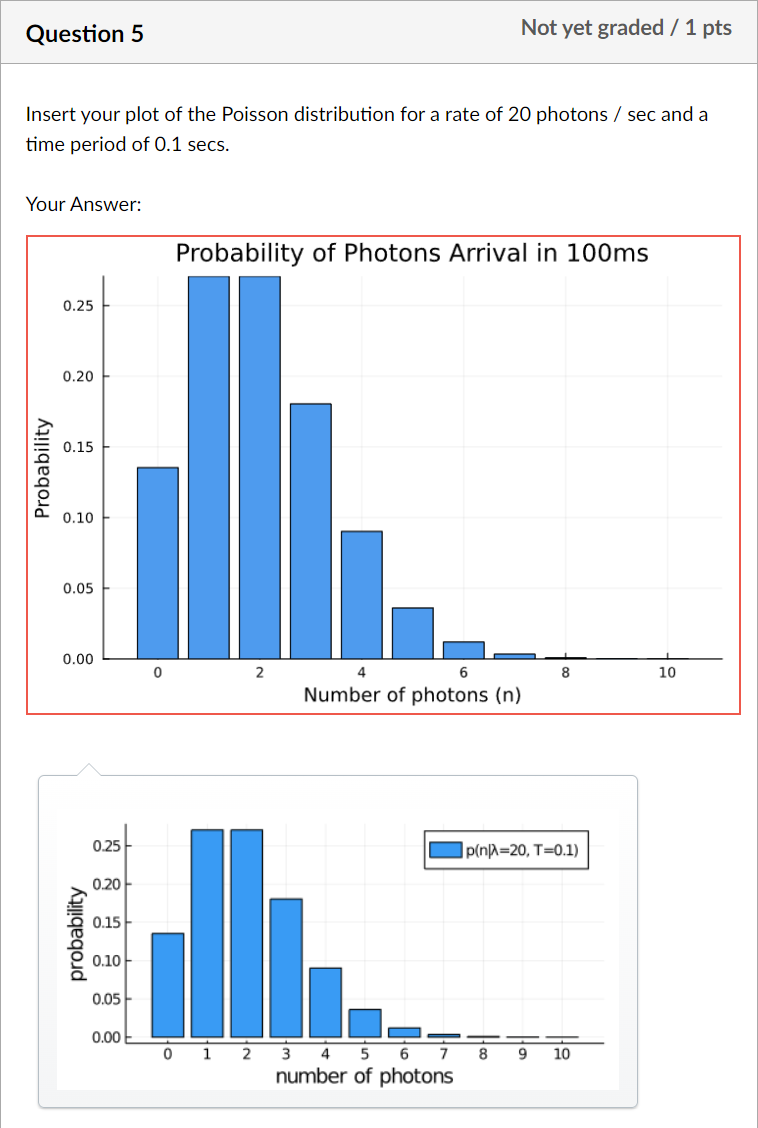 Question 5
Not yet graded / 1 pts
Insert your plot of the Poisson distribution for a rate of 20 photons / sec and a
time period of 0.1 secs.
Your Answer:
Probability of Photons Arrival in 100ms
0.25
0.20
0.15
0.10
0.05
0.00
Probability
0 2 4 6 8 10
Number of photons (n)
p(n|λ=20, T=0.1)
0.25
0.20
0.15
0.10
0.05
0.00
probability
0 1 2 3 4 5 6 7 8 9 10
number of photons